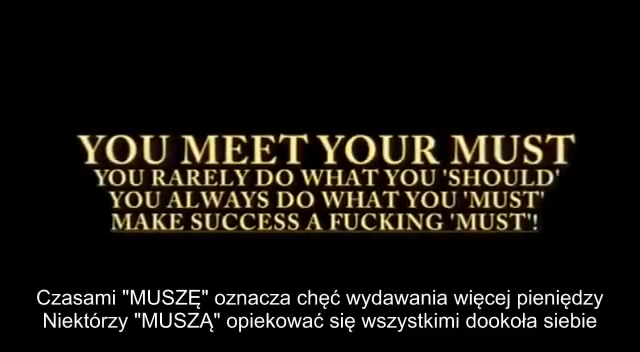 YOU MEET YOUR MUST
YOU RARELY DO WHAT YOU 'SHOULD'
YOU ALWAYS DO WHAT YOU 'MUST'
MAKE SUCCESS A FUCKING 'MUST'!
Czasami "MUSZĘ" oznacza chęć wydawania więcej pieniędzy
Niektórzy "MUSZĄ" opiekować się wszystkimi dookoła siebie